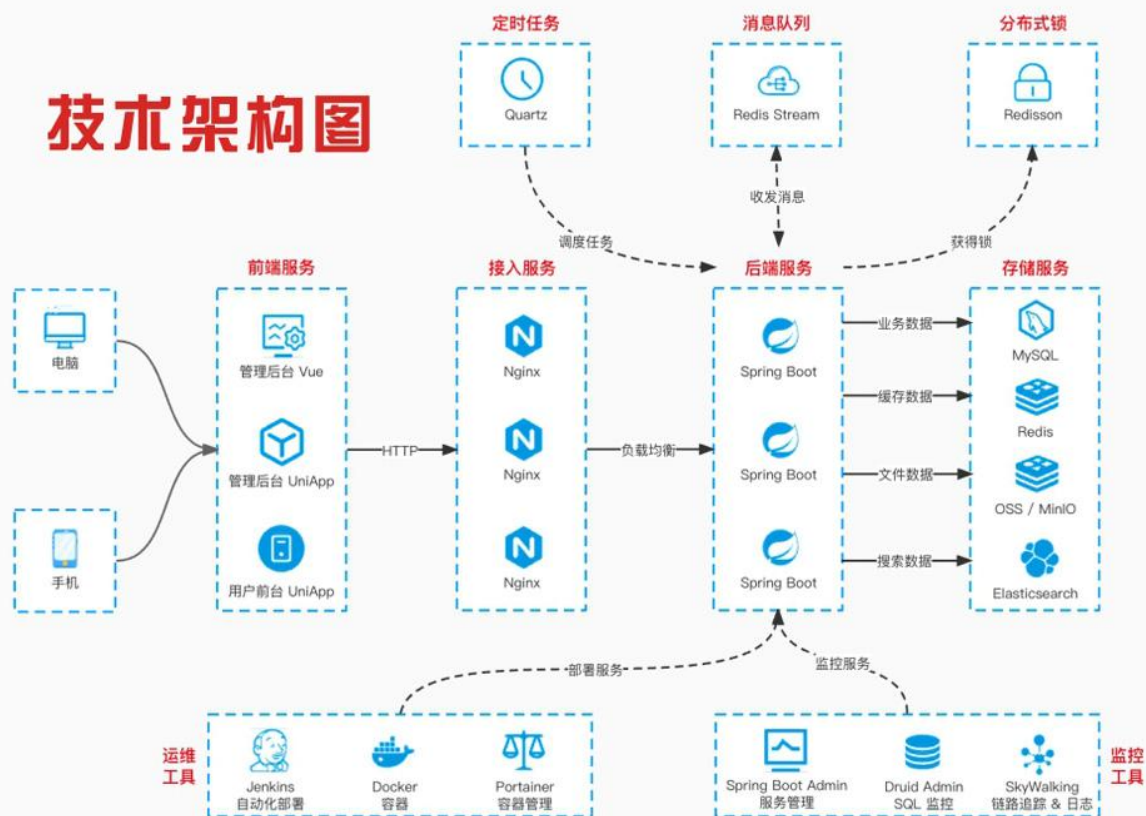 技术架构图
定时任务
Quartz
消息队列
Redis Stream
分布式锁
Redisson
调度任务
收发消息
获得锁
电脑
手机
前端服务
管理后台 Vue
管理后台 UniApp
用户前台 UniApp
HTTP
接入服务
Nginx
Nginx
Nginx
负载均衡
后端服务
Spring Boot
Spring Boot
Spring Boot
业务数据
缓存数据
文件数据
搜索数据
存储服务
MySQL
Redis
OSS / MinIO
Elasticsearch
部署服务
监控服务
运维
工具
Jenkins
自动化部署
Docker
容器
Portainer
容器管理
Spring Boot Admin
服务管理
Druid Admin
SQL 监控
SkyWalking
链路追踪 & 日志
监控
工具